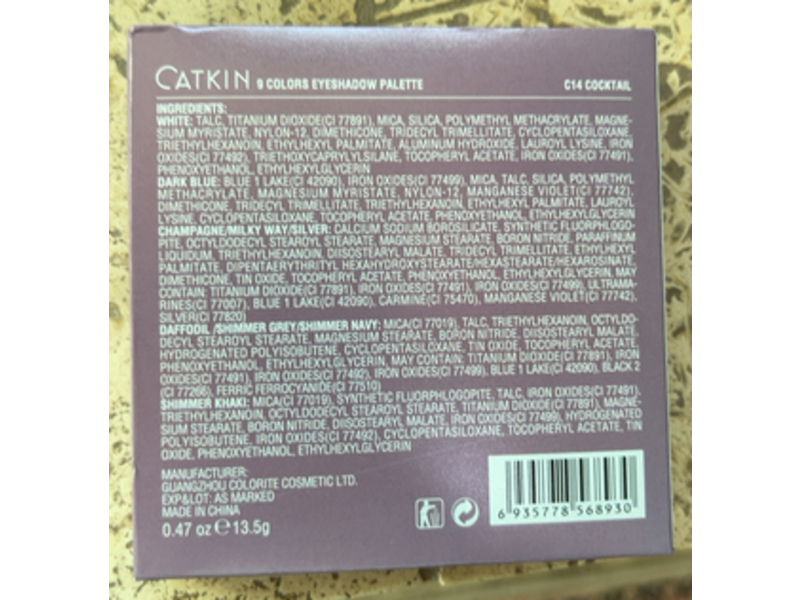 CATKIN 9 COLORS EYESHADOW PALETTE C14 COCKTAIL
INGREDIENTS:
WHITE: TALC, TITANIUM DIOXIDE(CI 77891), MICA, SILICA, POLYMETHYL METHACRYLATE, MAGNE-
SIUM MYRISTATE, NYLON-12, DIMETHICONE, TRIDECYL TRIMELLITATE, CYCLOPENTASILOXANE,
TRIETHYLHEXANOIN, ETHYLHEXYL PALMITATE, ALUMINUM HYDROXIDE, LAUROYL LYSINE, IRON
OXIDES(CI 77492), TRIETHOXYCAPRYLYLSILANE, TOCOPHERYL ACETATE, IRON OXIDES(CI 77491),
PHENOXYETHANOL, ETHYLHEXYLGLYCERIN
DARK BLUE: BLUE 1 LAKE(CI 42090), IRON OXIDES(CI 77499), MICA, TALC, SILICA, POLYMETHYL
METHACRYLATE, MAGNESIUM MYRISTATE, NYLON-12, MANGANESE VIOLET(CI 77742),
DIMETHICONE, TRIDECYL TRIMELLITATE, TRIETHYLHEXANOIN, ETHYLHEXYL PALMITATE, LAUROYL
LYSINE, CYCLOPENTASILOXANE, TOCOPHERYL ACETATE, PHENOXYETHANOL, ETHYLHEXYLGLYCERIN
CHAMPAGNE/MILKY WAY/SILVER: CALCIUM SODIUM BOROSILICATE, SYNTHETIC FLUORPHLOGO-
PITE, OCTYLDODECYL STEAROYL STEARATE, MAGNESIUM STEARATE, BORON NITRIDE, PARAFFINUM
LIQUIDUM, TRIETHYLHEXANOIN, DIISOSTEARYL MALATE, TRIDECYL TRIMELLITATE, ETHYLHEXYL
PALMITATE, DIPENTAERYTHRITYL HEXAHYDROXYSTEARATE/HEXASTEARATE/HEXAROSINATE,
DIMETHICONE, TIN OXIDE, TOCOPHERYL ACETATE, PHENOXYETHANOL, ETHYLHEXYLGLYCERIN, MAY
CONTAIN: TITANIUM DIOXIDE(CI 77891), IRON OXIDES(CI 77491), IRON OXIDES(CI 77499), ULTRAMA-
RINES(CI 77007), BLUE 1 LAKE(CI 42090), CARMINE(CI 75470), MANGANESE VIOLET(CI 77742),
SILVER(CI 77820)
DAFFODIL /SHIMMER GREY/SHIMMER NAVY: MICA(CI 77019), TALC, TRIETHYLHEXANOIN, OCTYLDO-
DECYL STEAROYL STEARATE, MAGNESIUM STEARATE, BORON NITRIDE, DIISOSTEARYL MALATE,
HYDROGENATED POLYISOBUTENE, CYCLOPENTASILOXANE, TIN OXIDE, TOCOPHERYL ACETATE,
PHENOXYETHANOL, ETHYLHEXYLGLYCERIN, MAY CONTAIN: TITANIUM DIOXIDE(CI 77891), IRON
OXIDES(CI 77491), IRON OXIDES(CI 77492), IRON OXIDES(CI 77499), BLUE 1 LAKE(CI 42090), BLACK 2
(CI 77266), FERRIC FERROCYANIDE(CI 77510)
SHIMMER KHAKI: MICA(CI 77019), SYNTHETIC FLUORPHLOGOPITE, TALC, IRON OXIDES(CI 77491),
TRIETHYLHEXANOIN, OCTYLDODECYL STEAROYL STEARATE, TITANIUM DIOXIDE(CI 77891), MAGNE-
SIUM STEARATE, BORON NITRIDE, DIISOSTEARYL MALATE, IRON OXIDES(CI 77499), HYDROGENATED
POLYISOBUTENE, IRON OXIDES(CI 77492), CYCLOPENTASILOXANE, TOCOPHERYL ACETATE, TIN
OXIDE, PHENOXYETHANOL, ETHYLHEXYLGLYCERIN
MANUFACTURER:
GUANGZHOU COLORITE COSMETIC LTD.
EXP&LOT: AS MARKED
MADE IN CHINA
0.47 oz ℮ 13.5g
6 935778 568930